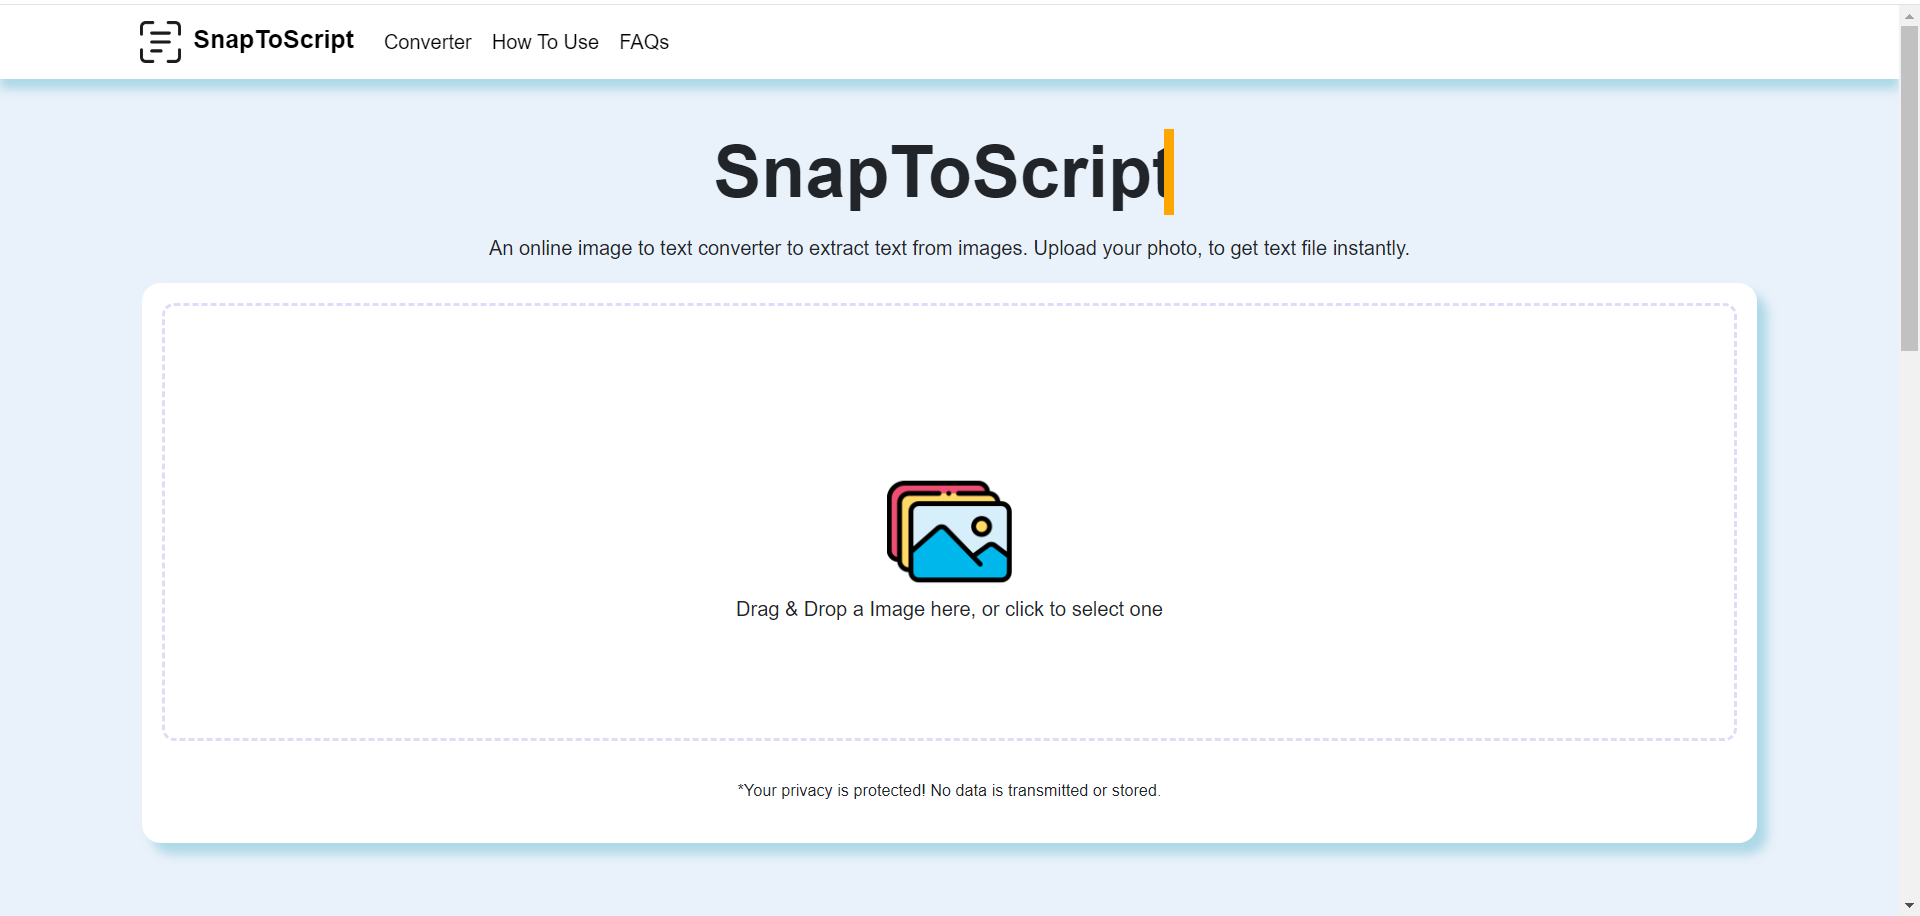 SnapToScript Converter How To Use FAQs
SnapToScript
An online image to text converter to extract text from images. Upload your photo, to get text file instantly.
Drag & Drop a Image here, or click to select one
*Your privacy is protected! No data is transmitted or stored.